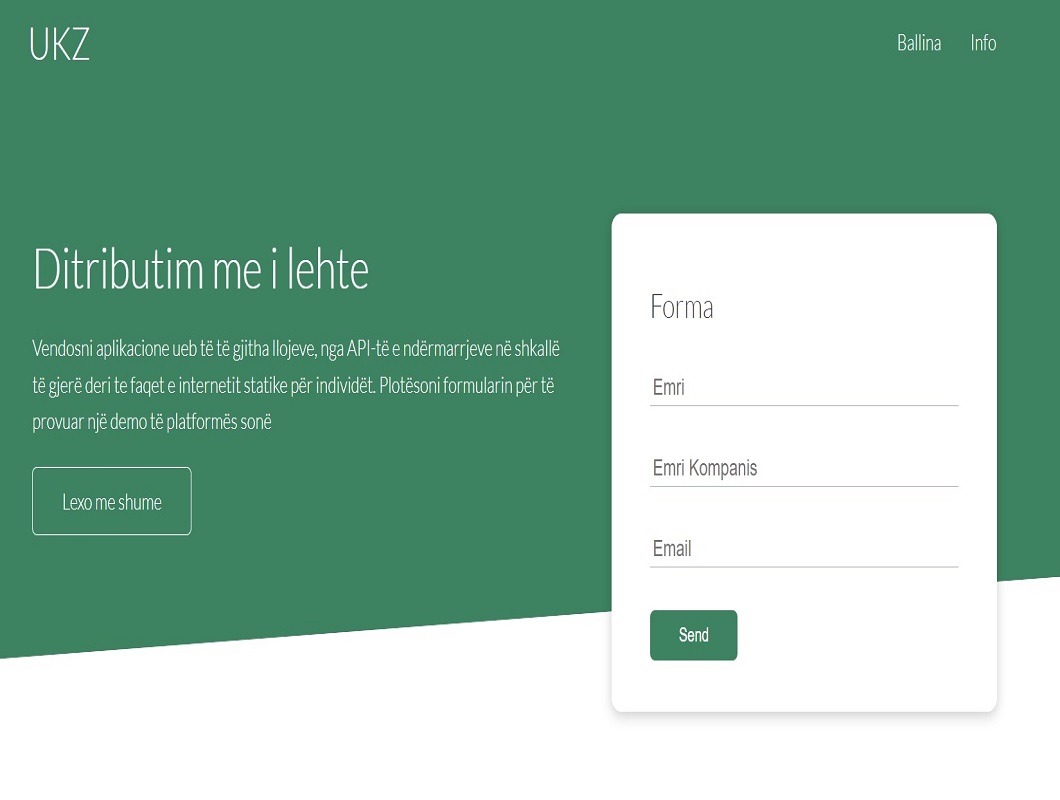 UKZ
Ballina Info
Ditributim me i lehte
Vendosni aplikacione ueb të të gjitha llojeve, nga API-të e ndërmarrjeve në shkallë
të gjerë deri te faqet e internetit statike për individët. Plotësoni formularin për të
provuar një demo të platformës sonë
Lexo me shume
Forma
Emri
Emri Kompanis
Email
Send